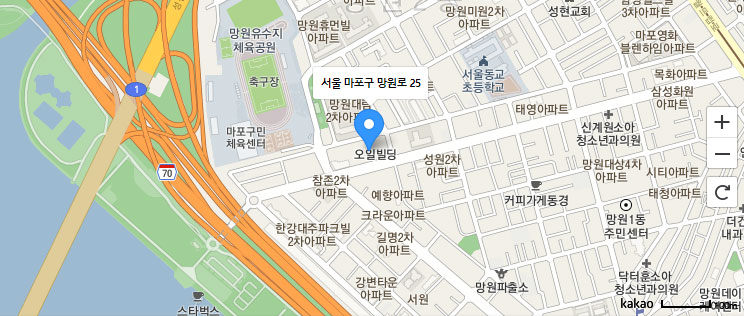 망원유수지
체육공원
망원휴먼빌
아파트
망원미원2차
아파트
성현교회
아파트
마포영화
블렌하임아파트
1
축구장
서울 마포구 망원로 25
서울동교
초등학교
목화아파트
삼성화원
아파트
망원대림
2차아파트
태영아파트
마포구민
체육센터
신계원소아
청소년과의원
오일빌딩
성원2차
아파트
망원대상4차
아파트
시티아파트
태청아파트
70
참존2차
아파트
예향아파트
커피가게동경
크라운아파트
망원1동
주민센터
한강대주파크빌
2차아파트
길명2차
아파트
닥터훈소아
청소년과의원
강변타운
아파트
망원파출소
서원
스타벅스
망원데이
kakao